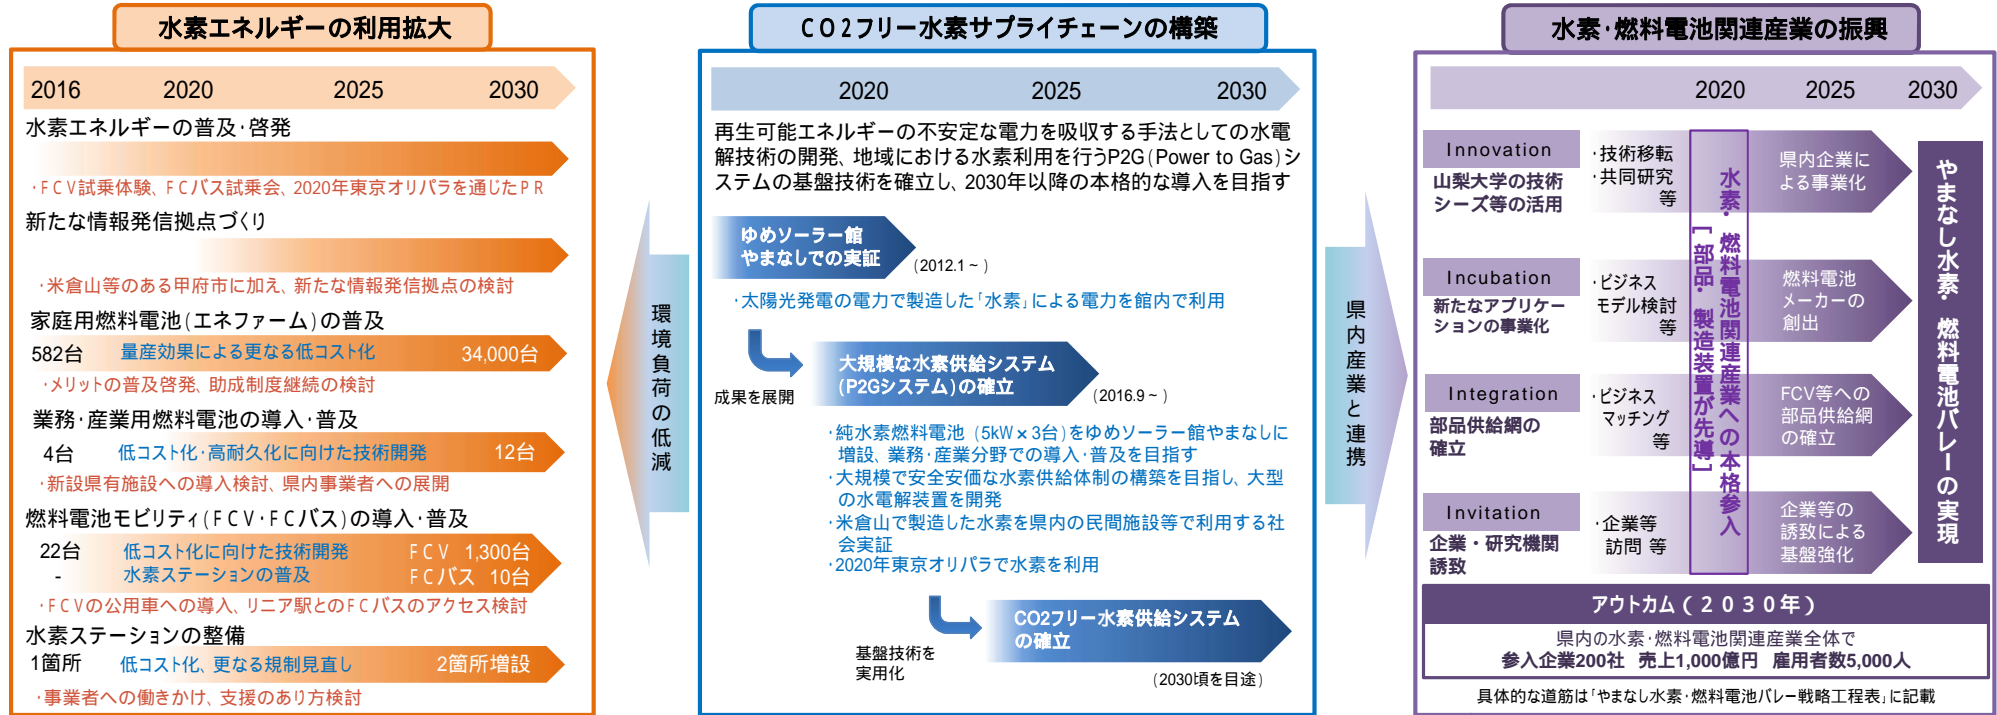 水素エネルギーの利用拡大
2016 2020 2025 2030
水素エネルギーの普及・啓発
・FCV試乗体験、FCバス試乗会、2020年東京オリパラを通じたPR
新たな情報発信拠点づくり
・米倉山等のある甲府市に加え、新たな情報発信拠点の検討
家庭用燃料電池(エネファーム)の普及
582台 量産効果による更なる低コスト化 34,000台
・メリットの普及啓発、助成制度継続の検討
業務・産業用燃料電池の導入・普及
4台 低コスト化・高耐久化に向けた技術開発 12台
・新設県有施設への導入検討、県内事業者への展開
燃料電池モビリティ(FCV・FCバス)の導入・普及
22台 低コスト化に向けた技術開発 FCV 1,300台
- 水素ステーションの普及 FCバス 10台
・FCVの公用車への導入、リニア駅とのFCバスのアクセス検討
水素ステーションの整備
1箇所 低コスト化、更なる規制見直し 2箇所増設
・事業者への働きかけ、支援のあり方検討
環境負荷の低減
CO2フリー水素サプライチェーンの構築
2020 2025 2030
再生可能エネルギーの不安定な電力を吸収する手法としての水電
解技術の開発、地域における水素利用を行うP2G(Power to Gas)シ
ステムの基盤技術を確立し、2030年以降の本格的な導入を目指す
ゆめソーラー館
やまなしでの実証
(2012.1~)
・太陽光発電の電力で製造した「水素」による電力を館内で利用
成果を展開
大規模な水素供給システム
(P2Gシステム)の確立
(2016.9~)
・純水素燃料電池 (5kW×3台)をゆめソーラー館やまなしに
増設、業務・産業分野での導入・普及を目指す
・大規模で安全安価な水素供給体制の構築を目指し、大型
の水電解装置を開発
・米倉山で製造した水素を県内の民間施設等で利用する社
会実証
・2020年東京オリパラで水素を利用
基盤技術を
実用化
CO2フリー水素供給システム
の確立
(2030頃を目途)
県内産業と連携
水素・燃料電池関連産業の振興
2020 2025 2030
Innovation
山梨大学の技術
シーズ等の活用
・技術移転
・共同研究
等
県内企業に
よる事業化
Incubation
新たなアプリケー
ションの事業化
・ビジネス
モデル検討
等
燃料電池
メーカーの
創出
Integration
部品供給網の
確立
・ビジネス
マッチング
等
FCV等への
部品供給網
の確立
Invitation
企業・研究機関
誘致
・企業等
訪問 等
企業等の
誘致による
基盤強化
水素・燃料電池関連産業への本格参入
[部品・製造装置が先導]
やまなし水素・燃料電池バレーの実現
アウトカム(2030年)
県内の水素・燃料電池関連産業全体で
参入企業200社 売上1,000億円 雇用者数5,000人
具体的な道筋は「やまなし水素・燃料電池バレー戦略工程表」に記載